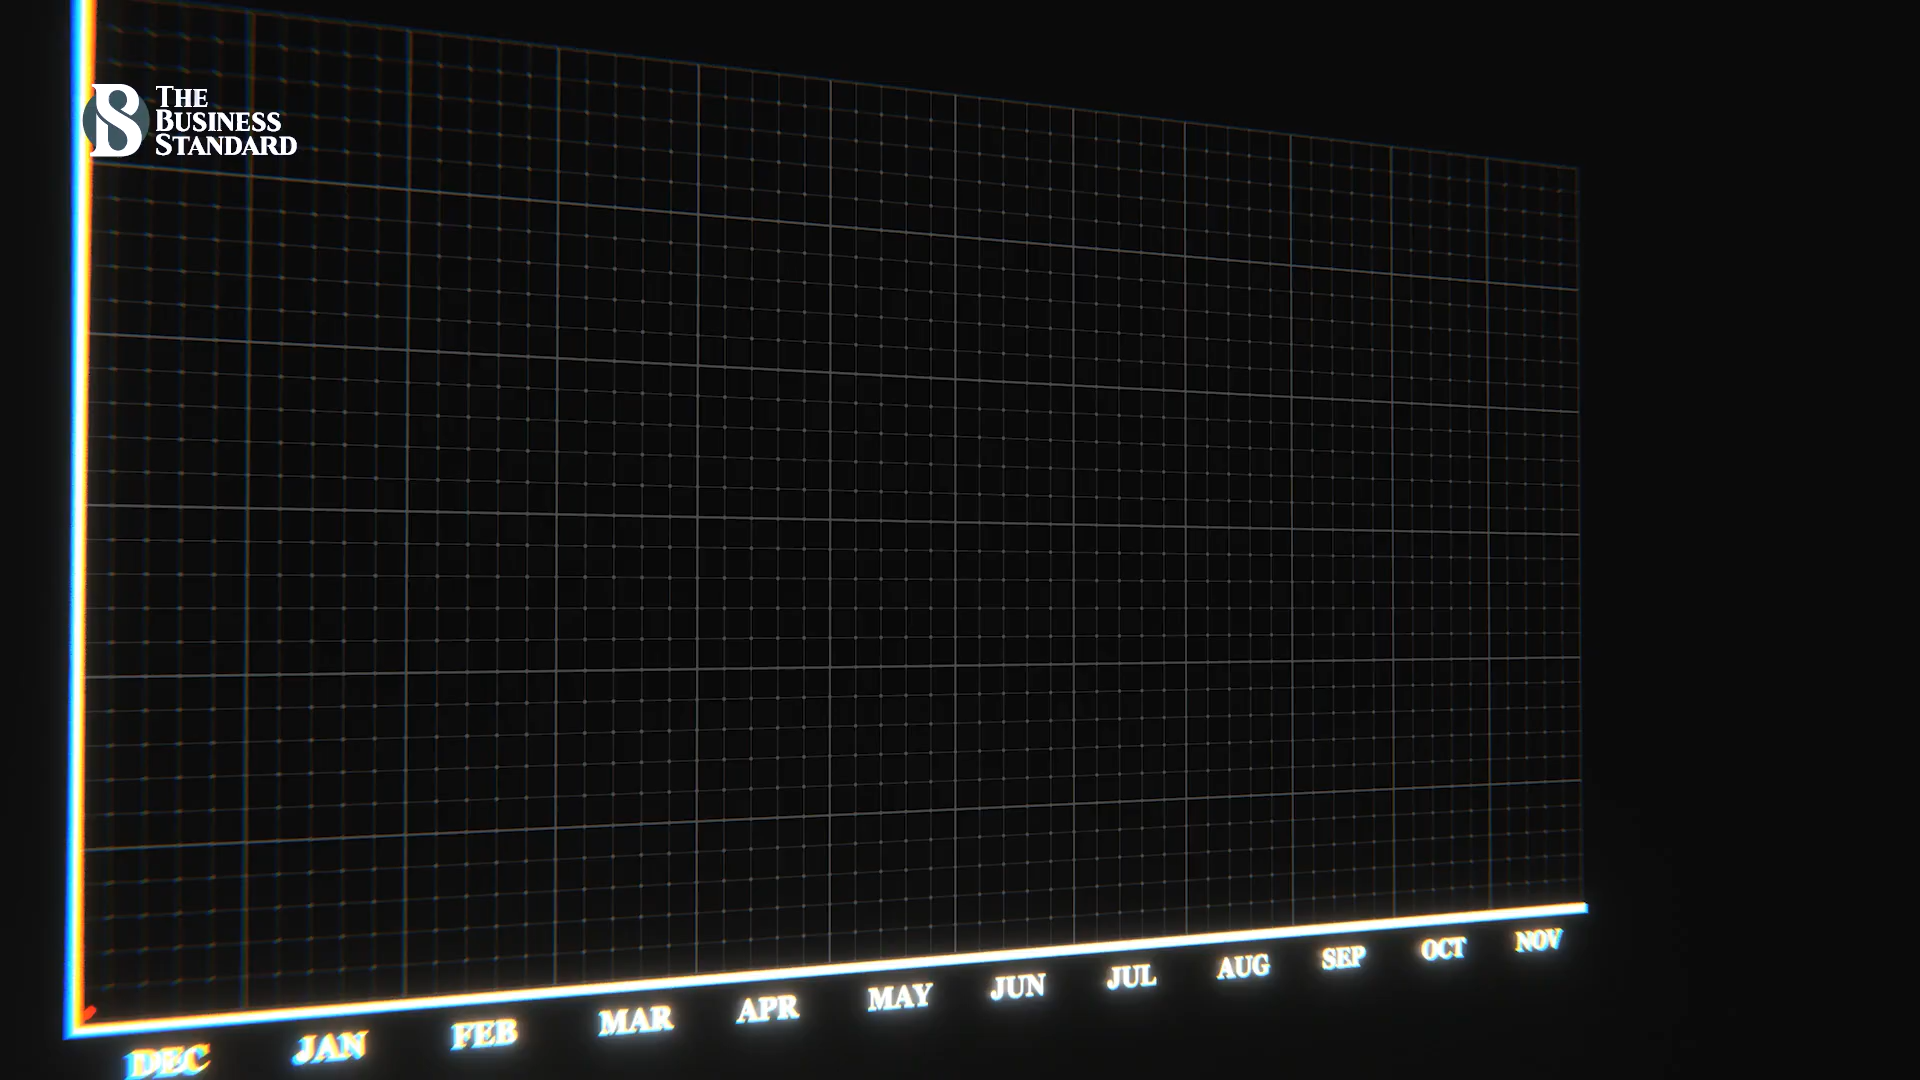 THE
BUSINESS
STANDARD
DEC JAN FEB MAR APR MAY JUN JUL AUG SEP OCT NOV